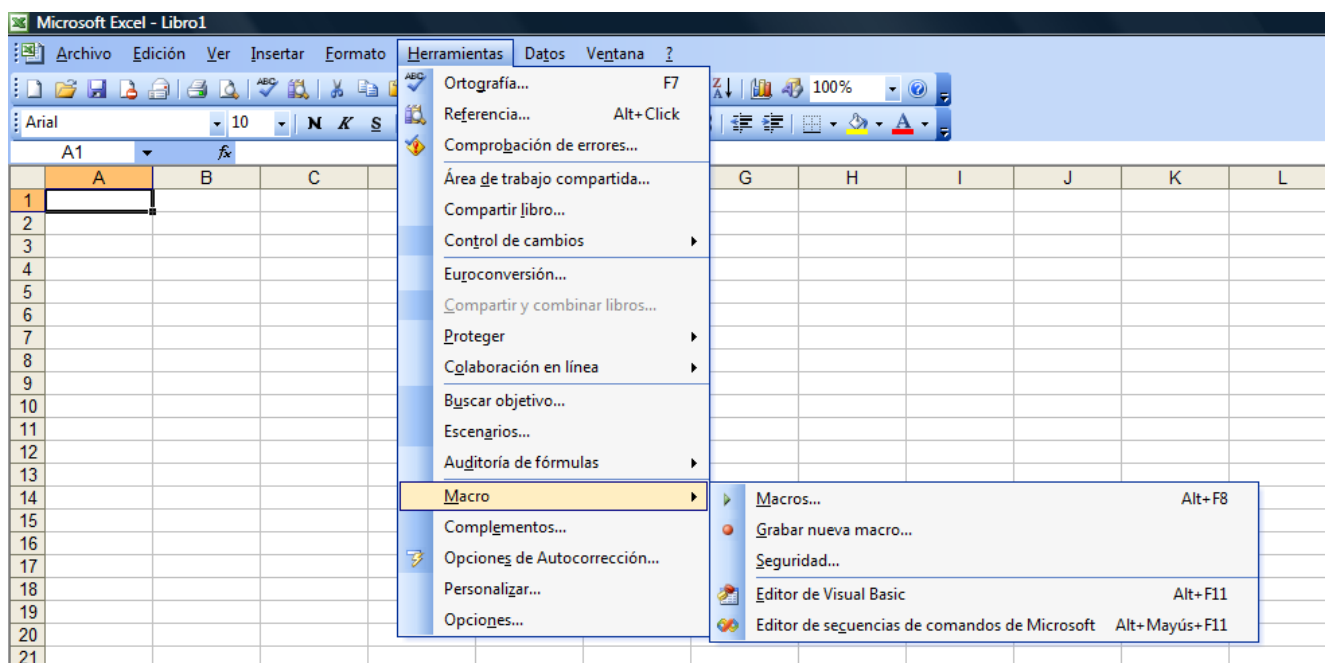 Microsoft Excel - Libro1
Archivo Edición Ver Insertar Formato Herramientas Datos Ventana ?
100%
Arial 10 N K S
A1 fx
A B C G H I J K L
1
2
3
4
5
6
7
8
9
10
11
12
13
14
15
16
17
18
19
20
21
Ortografía... F7
Referencia... Alt+Click
Comprobación de errores...
Área de trabajo compartida...
Compartir libro...
Control de cambios
Euroconversión...
Compartir y combinar libros...
Proteger
Colaboración en línea
Buscar objetivo...
Escenarios...
Auditoría de fórmulas
Macro
Complementos...
Opciones de Autocorrección...
Personalizar...
Opciones...
Macros... Alt+F8
Grabar nueva macro...
Seguridad...
Editor de Visual Basic Alt+F11
Editor de secuencias de comandos de Microsoft Alt+Mayús+F11